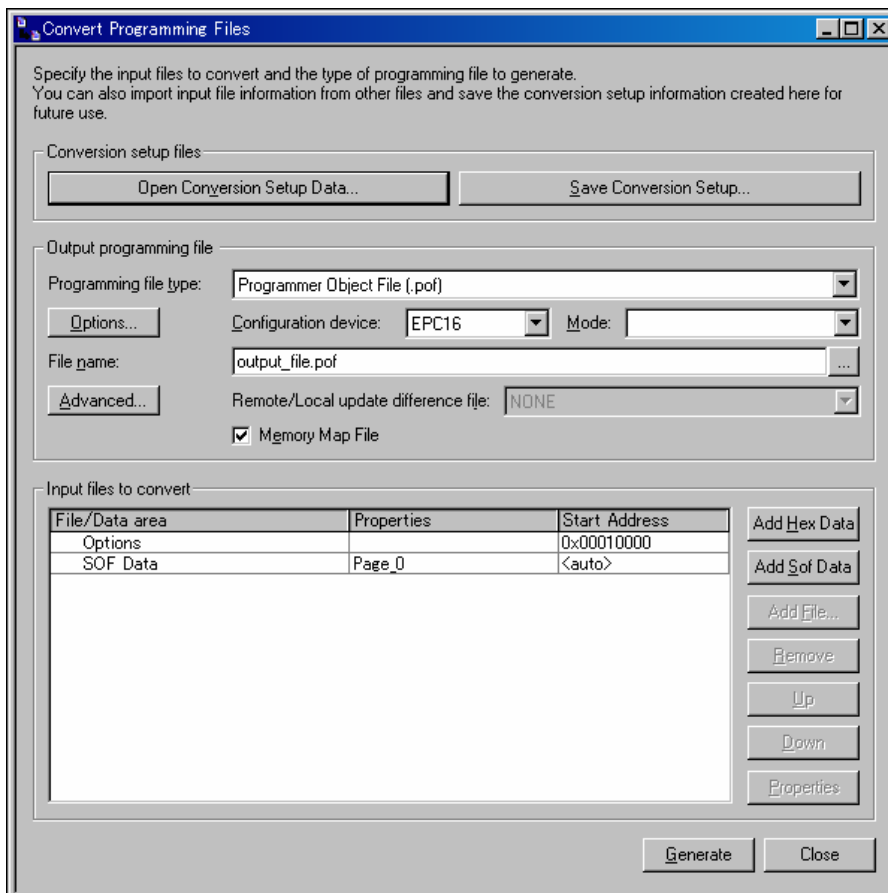 Convert Programming Files
Specify the input files to convert and the type of programming file to generate.
You can also import input file information from other files and save the conversion setup information created here for
future use.
Conversion setup files
Open Conversion Setup Data...
Save Conversion Setup...
Output programming file
Programming file type: Programmer Object File (.pof)
Options... Configuration device: EPC16 Mode:
File name: output_file.pof ...
Advanced... Remote/Local update difference file: NONE
Memory Map File
Input files to convert
File/Data area Properties Start Address
Options 0x00010000
SOF Data Page_0 <auto>
Add Hex Data
Add Sof Data
Add File...
Remove
Up
Down
Properties
Generate Close